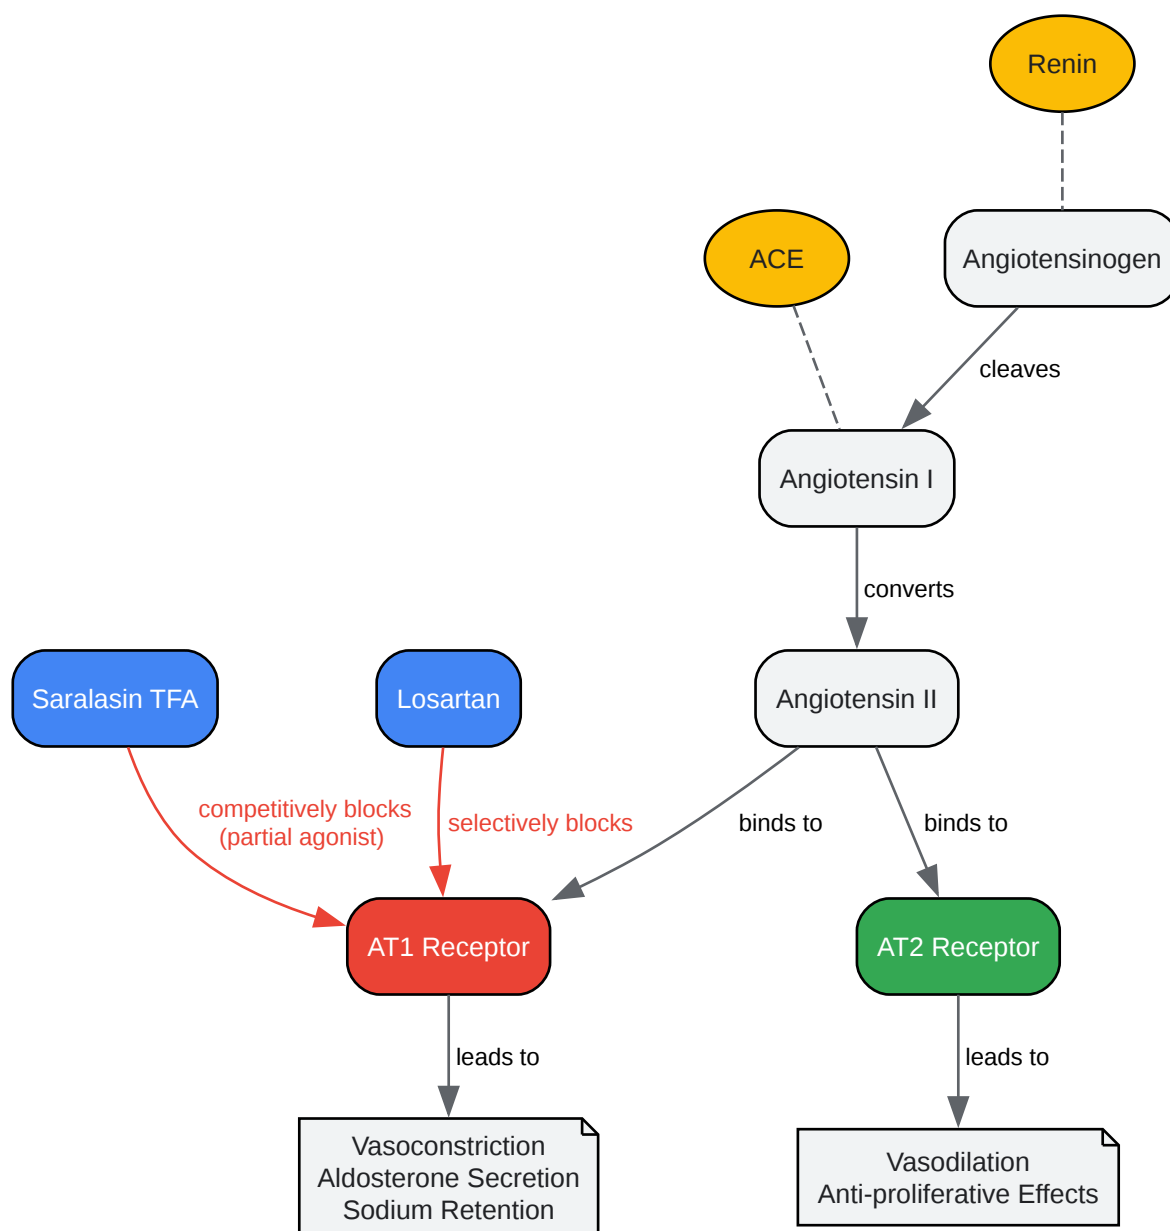 Renin
ACE
Angiotensinogen
cleaves
Angiotensin I
converts
Saralasin TFA
Losartan
Angiotensin II
competitively blocks
(partial agonist)
selectively blocks
binds to
binds to
AT1 Receptor
AT2 Receptor
leads to
leads to
Vasoconstriction
Aldosterone Secretion
Sodium Retention
Vasodilation
Anti-proliferative Effects